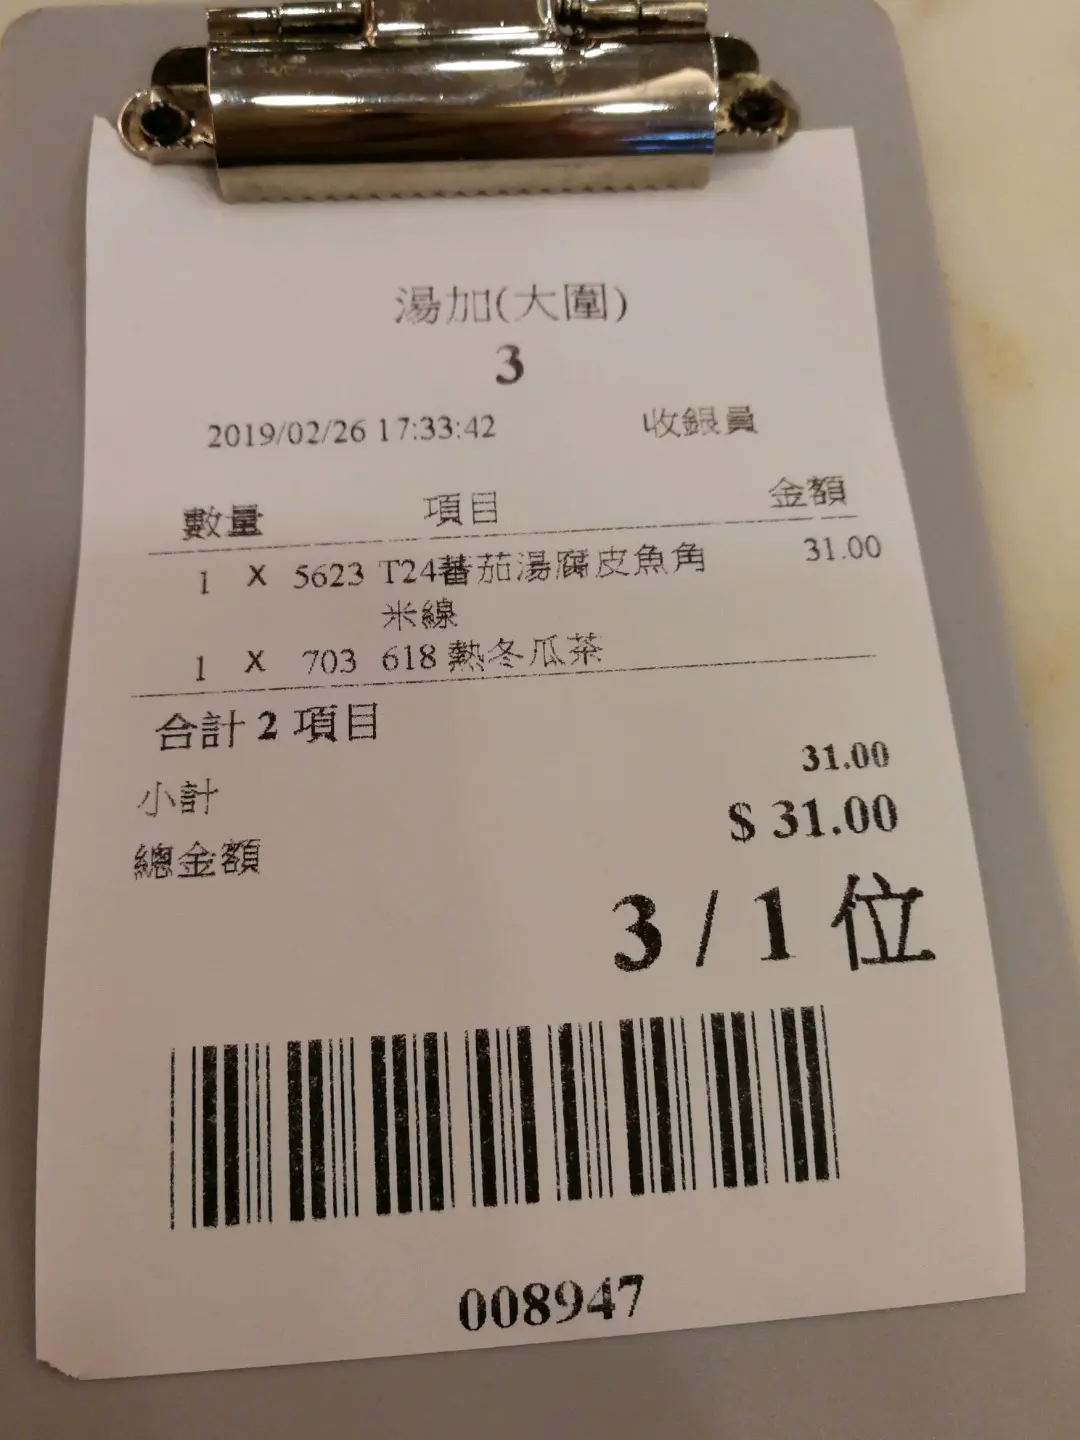 湯加(大圍)
3
2019/02/26 17:33:42 收銀員
數量 項目 金額
1 X 5623 T24蕃茄湯腐皮魚角 31.00
米線
1 X 703 618 熱冬瓜茶
合計 2 項目
小計 31.00
總金額 $ 31.00
3 / 1 位
008947